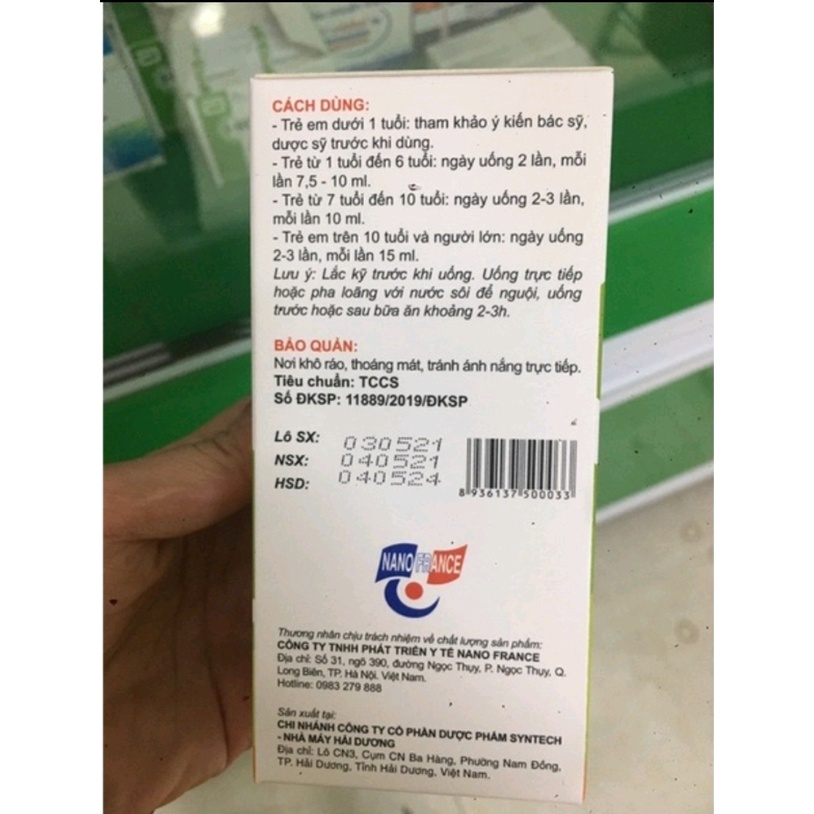 CÁCH DÙNG:
- Trẻ em dưới 1 tuổi: tham khảo ý kiến bác sỹ,
dược sỹ trước khi dùng.
- Trẻ từ 1 tuổi đến 6 tuổi: ngày uống 2 lần, mỗi
lần 7,5 - 10 ml.
- Trẻ từ 7 tuổi đến 10 tuổi: ngày uống 2-3 lần,
mỗi lần 10 ml.
- Trẻ em trên 10 tuổi và người lớn: ngày uống
2-3 lần, mỗi lần 15 ml.
Lưu ý: Lắc kỹ trước khi uống. Uống trực tiếp
hoặc pha loãng với nước sôi để nguội, uống
trước hoặc sau bữa ăn khoảng 2-3h.
BẢO QUẢN:
Nơi khô ráo, thoáng mát, tránh ánh nắng trực tiếp.
Tiêu chuẩn: TCCS
Số ĐKSP: 11889/2019/ĐKSP
Lô SX: 030521
NSX: 040521
HSD: 040524
8 936137 500033
NANO FRANCE
Thương nhân chịu trách nhiệm về chất lượng sản phẩm:
CÔNG TY TNHH PHÁT TRIỂN Y TẾ NANO FRANCE
Địa chỉ: Số 31, ngõ 390, đường Ngọc Thụy, P. Ngọc Thụy, Q.
Long Biên, TP. Hà Nội. Việt Nam.
Hotline: 0983 279 888
Sản xuất tại:
CHI NHÁNH CÔNG TY CỔ PHẦN DƯỢC PHẨM SYNTECH
- NHÀ MÁY HẢI DƯƠNG
Địa chỉ: Lô CN3, Cụm CN Ba Hàng, Phường Nam Đồng,
TP. Hải Dương, Tỉnh Hải Dương, Việt Nam.